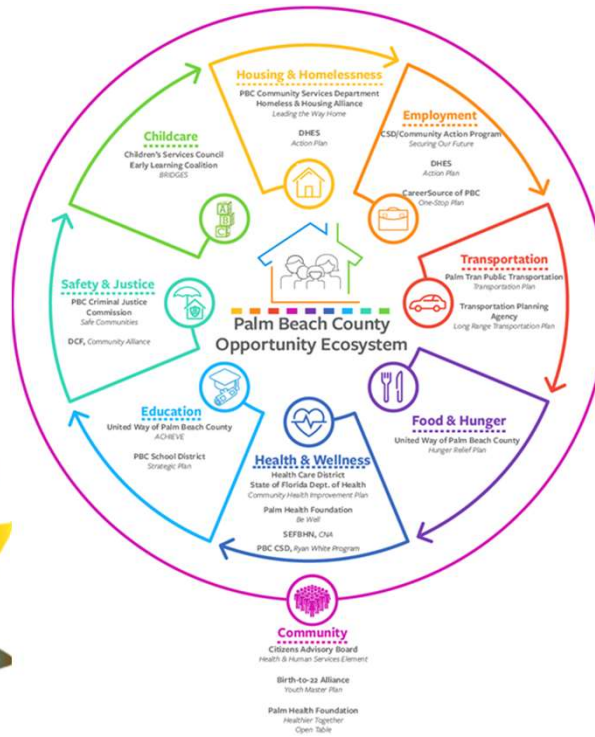 Housing & Homelessness
PBC Community Services Department
Homeless & Housing Alliance
Leading the Way Home
DHES
Action Plan
Employment
CSD/Community Action Program
Securing Our Future
DHES
Action Plan
CareerSource of PBC
One-Stop Plan
Transportation
Palm Tran Public Transportation
Transportation Plan
Transportation Planning
Agency
Long Range Transportation Plan
Food & Hunger
United Way of Palm Beach County
Hunger Relief Plan
Health & Wellness
Health Care District
State of Florida Dept. of Health
Community Health Improvement Plan
Palm Health Foundation
Be Well
SEFBHN, CNA
PBC CSD, Ryan White Program
Education
United Way of Palm Beach County
ACHIEVE
PBC School District
Strategic Plan
Safety & Justice
PBC Criminal Justice
Commission
Safe Communities
DCF, Community Alliance
Childcare
Children's Services Council
Early Learning Coalition
BRIDGES
A
B
C
Palm Beach County
Opportunity Ecosystem
Community
Citizens Advisory Board
Health & Human Services Element
Birth-to-22 Alliance
Youth Master Plan
Palm Health Foundation
Healthier Together
Open Table